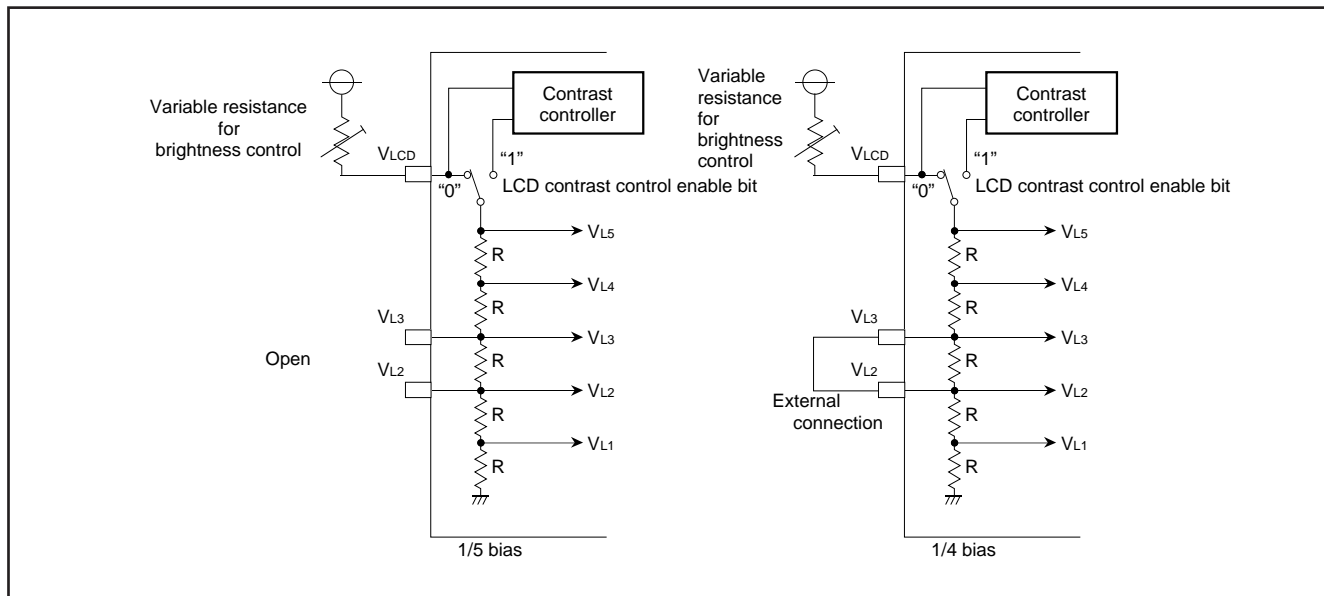 Variable resistance
for
brightness control
VLCD
"0"
"1"
Contrast
controller
LCD contrast control enable bit
VL5
R
VL4
R
VL3
VL3
R
Open
VL2
VL2
R
VL1
R
1/5 bias
Variable
resistance
for
brightness
control
VLCD
“0”
“1”
Contrast
controller
LCD contrast control enable bit
VL5
R
VL4
R
VL3
VL3
R
VL2
VL2
External
connection
R
VL1
R
1/4 bias